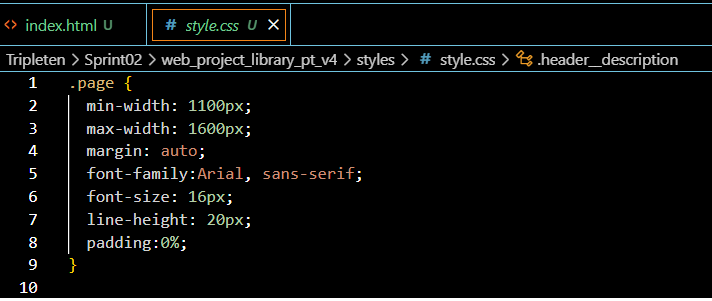 <> index.html U # style.css U ×
Tripleten > Sprint02 > web_project_library_pt_v4 > styles > # style.css > .header__description
1 .page {
2 min-width: 1100px;
3 max-width: 1600px;
4 margin: auto;
5 font-family:Arial, sans-serif;
6 font-size: 16px;
7 line-height: 20px;
8 padding:0%;
9 }
10